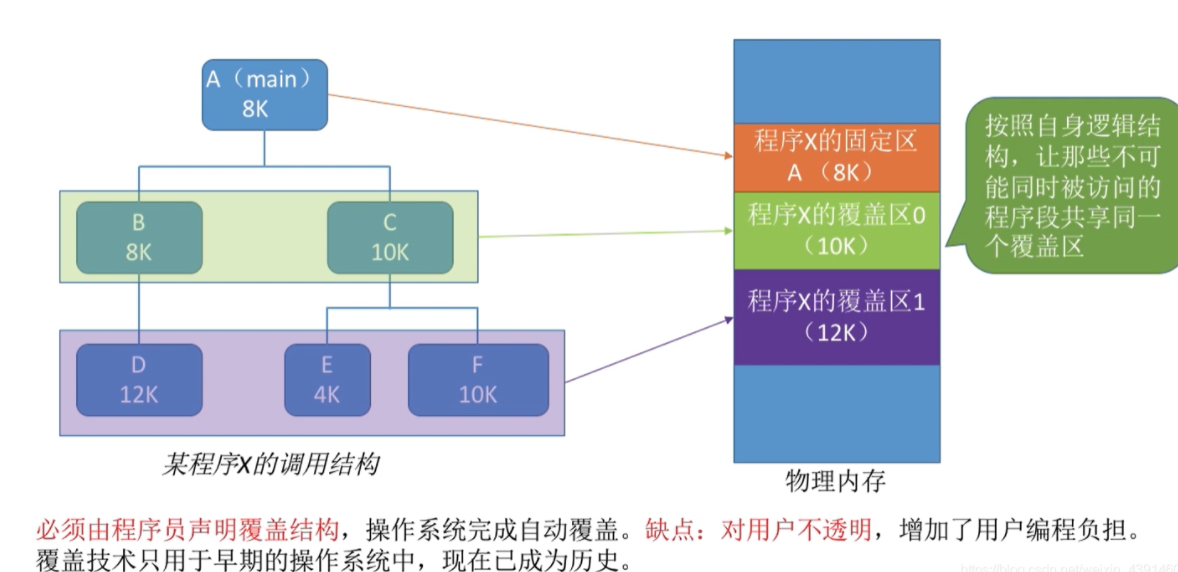 A（main）
8K
B
8K
C
10K
D
12K
E
4K
F
10K
某程序X的调用结构
程序X的固定区
A （8K）
程序X的覆盖区0
（10K）
程序X的覆盖区1
（12K）
物理内存
按照自身逻辑结
构，让那些不可
能同时被访问的
程序段共享同一
个覆盖区
必须由程序员声明覆盖结构，操作系统完成自动覆盖。缺点：对用户不透明，增加了用户编程负担。
覆盖技术只用于早期的操作系统中，现在已成为历史。